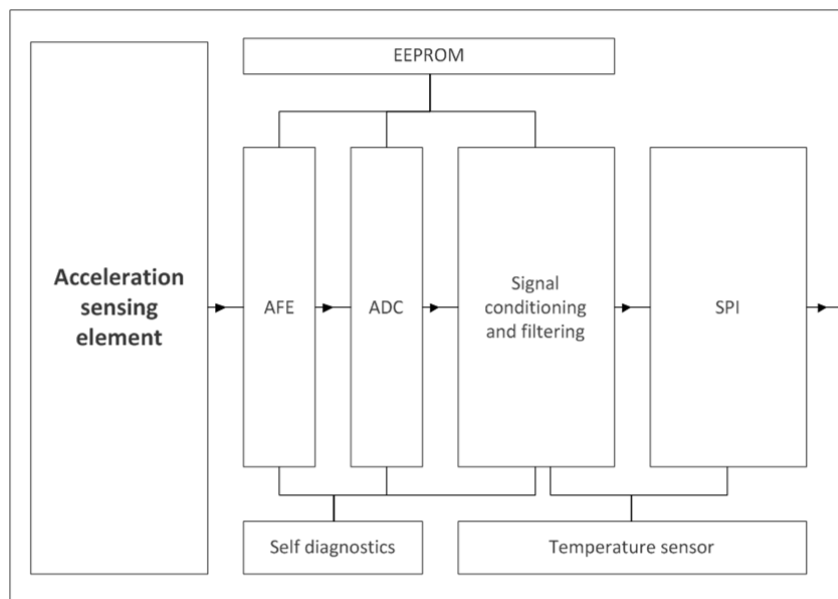 EEPROM
Acceleration
sensing
element
AFE
ADC
Signal
conditioning
and filtering
SPI
Self diagnostics
Temperature sensor